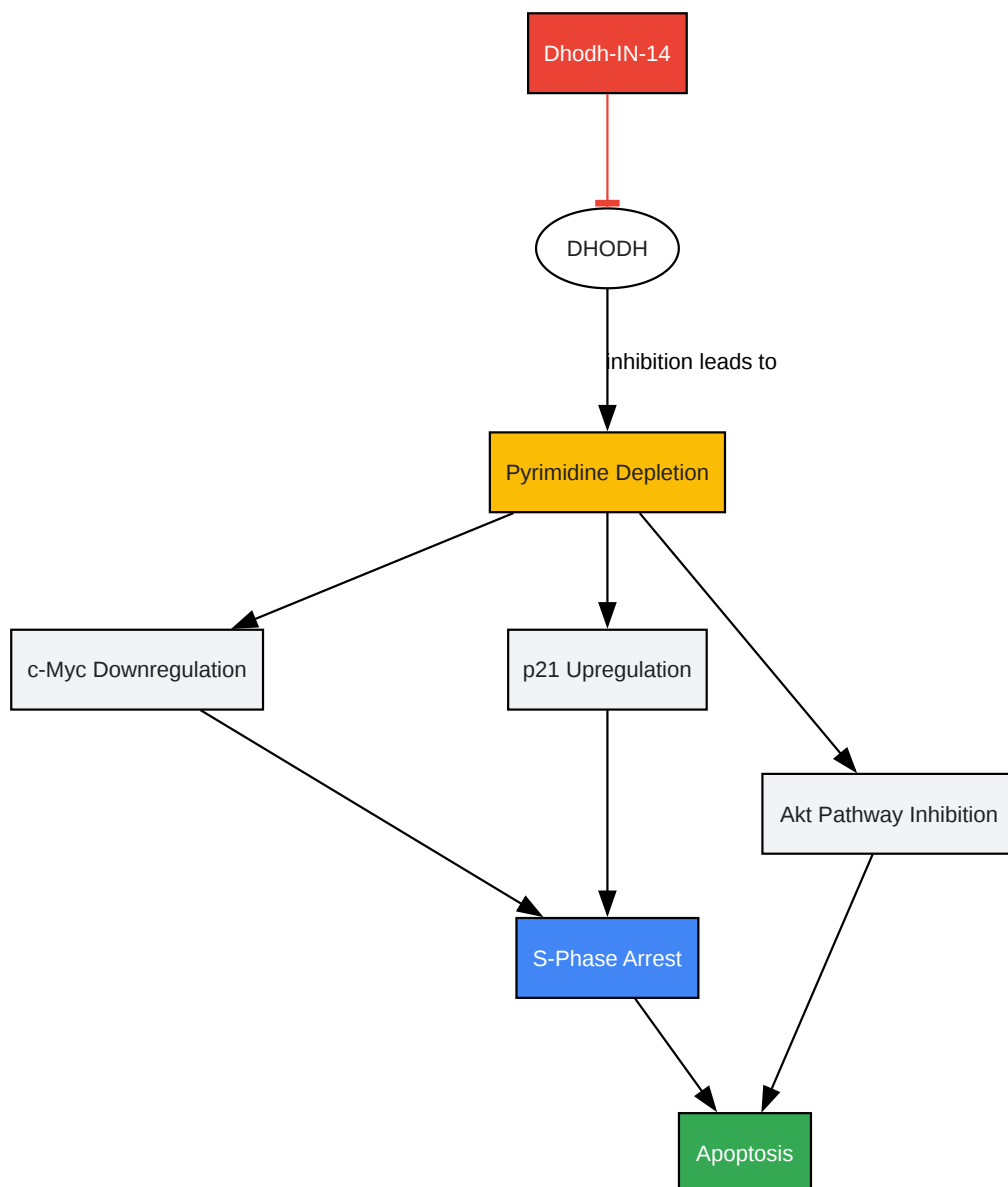 Dhodh-IN-14
DHODH
inhibition leads to
Pyrimidine Depletion
c-Myc Downregulation
p21 Upregulation
Akt Pathway Inhibition
S-Phase Arrest
Apoptosis